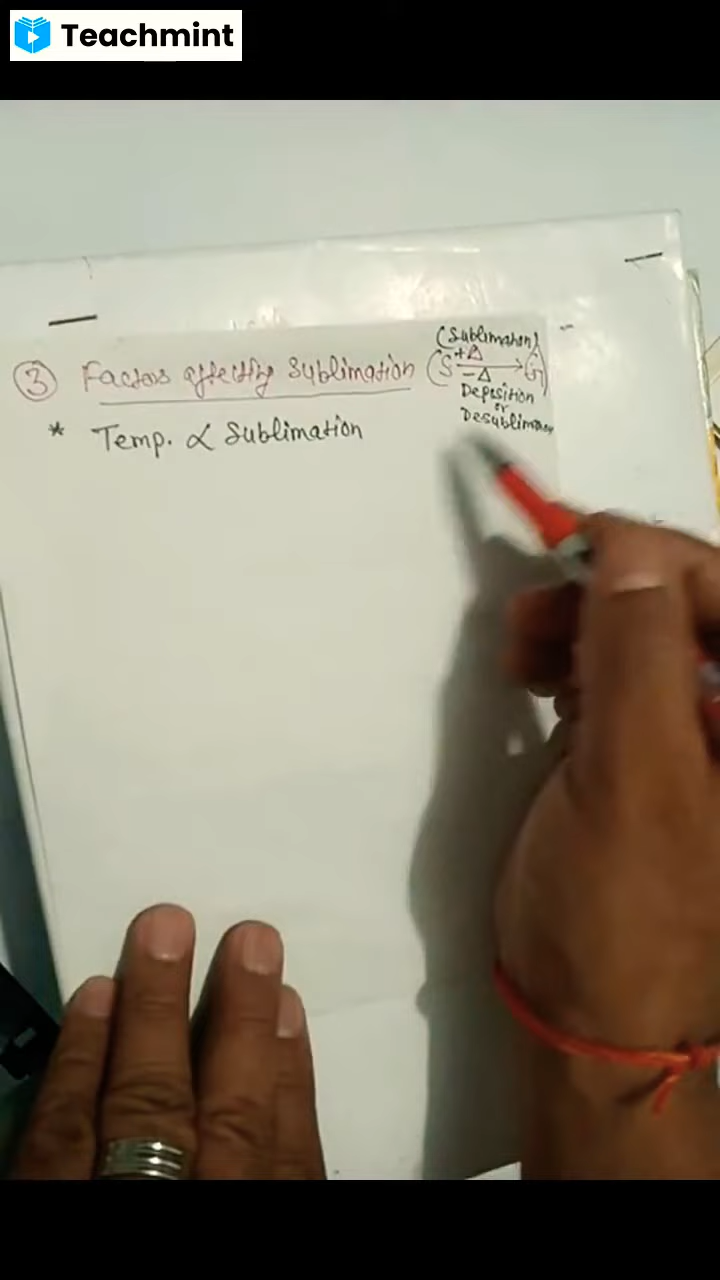 Teachmint
(Sublimation)
③ Factors affecting Sublimation (S +Δ → G)
-Δ
Deposition
or
Desublimation
* Temp. ∝ Sublimation